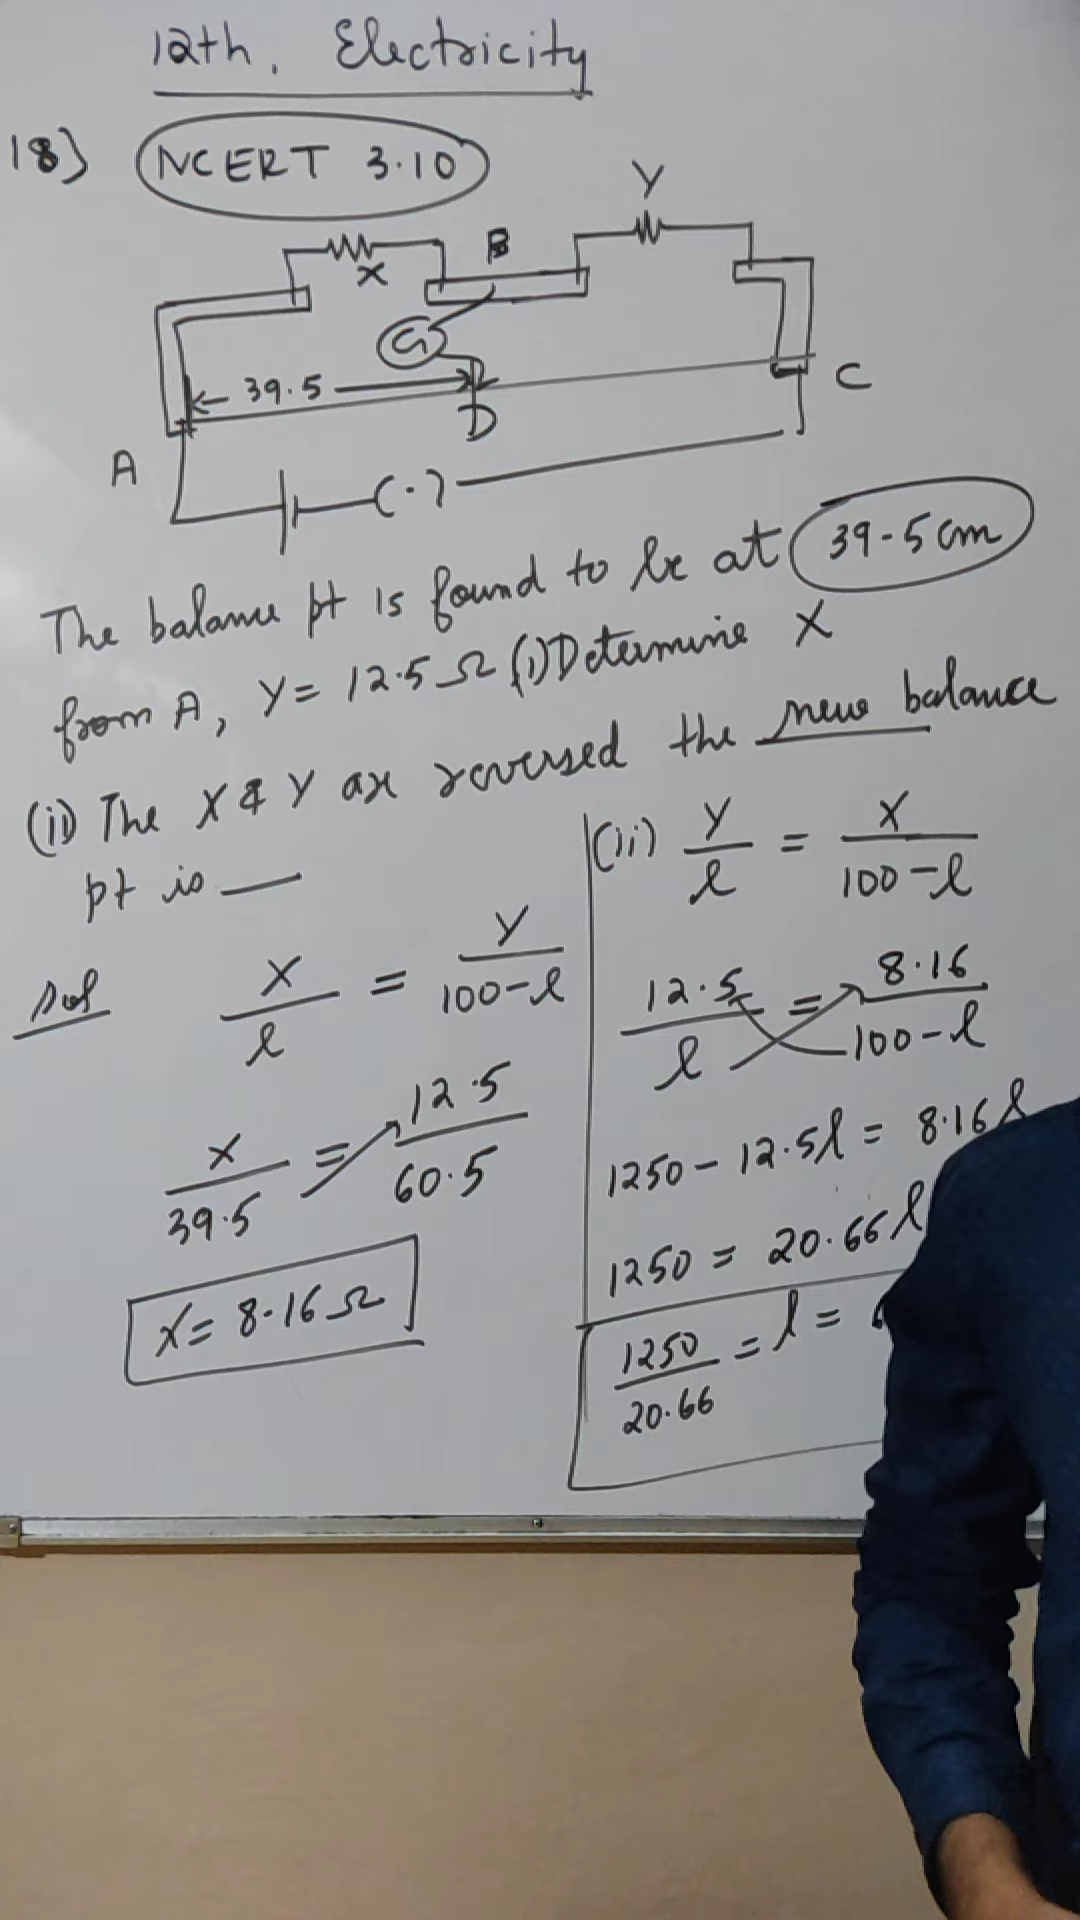 12th, Electricity
18) NCERT 3.10
Y
B
X
G
39.5
C
D
A
(·)
The balance pt is found to be at 39.5cm
from A, Y = 12.5 Ω (i) Determine X
(ii) The X & Y are reversed the new balance
pt is —
Sol
X/l = Y/100-l
X/39.5 = 12.5/60.5
X = 8.16 Ω
(ii) Y/l = X/100-l
12.5/l = 8.16/100-l
1250 - 12.5l = 8.16l
1250 = 20.66l
1250/20.66 = l =